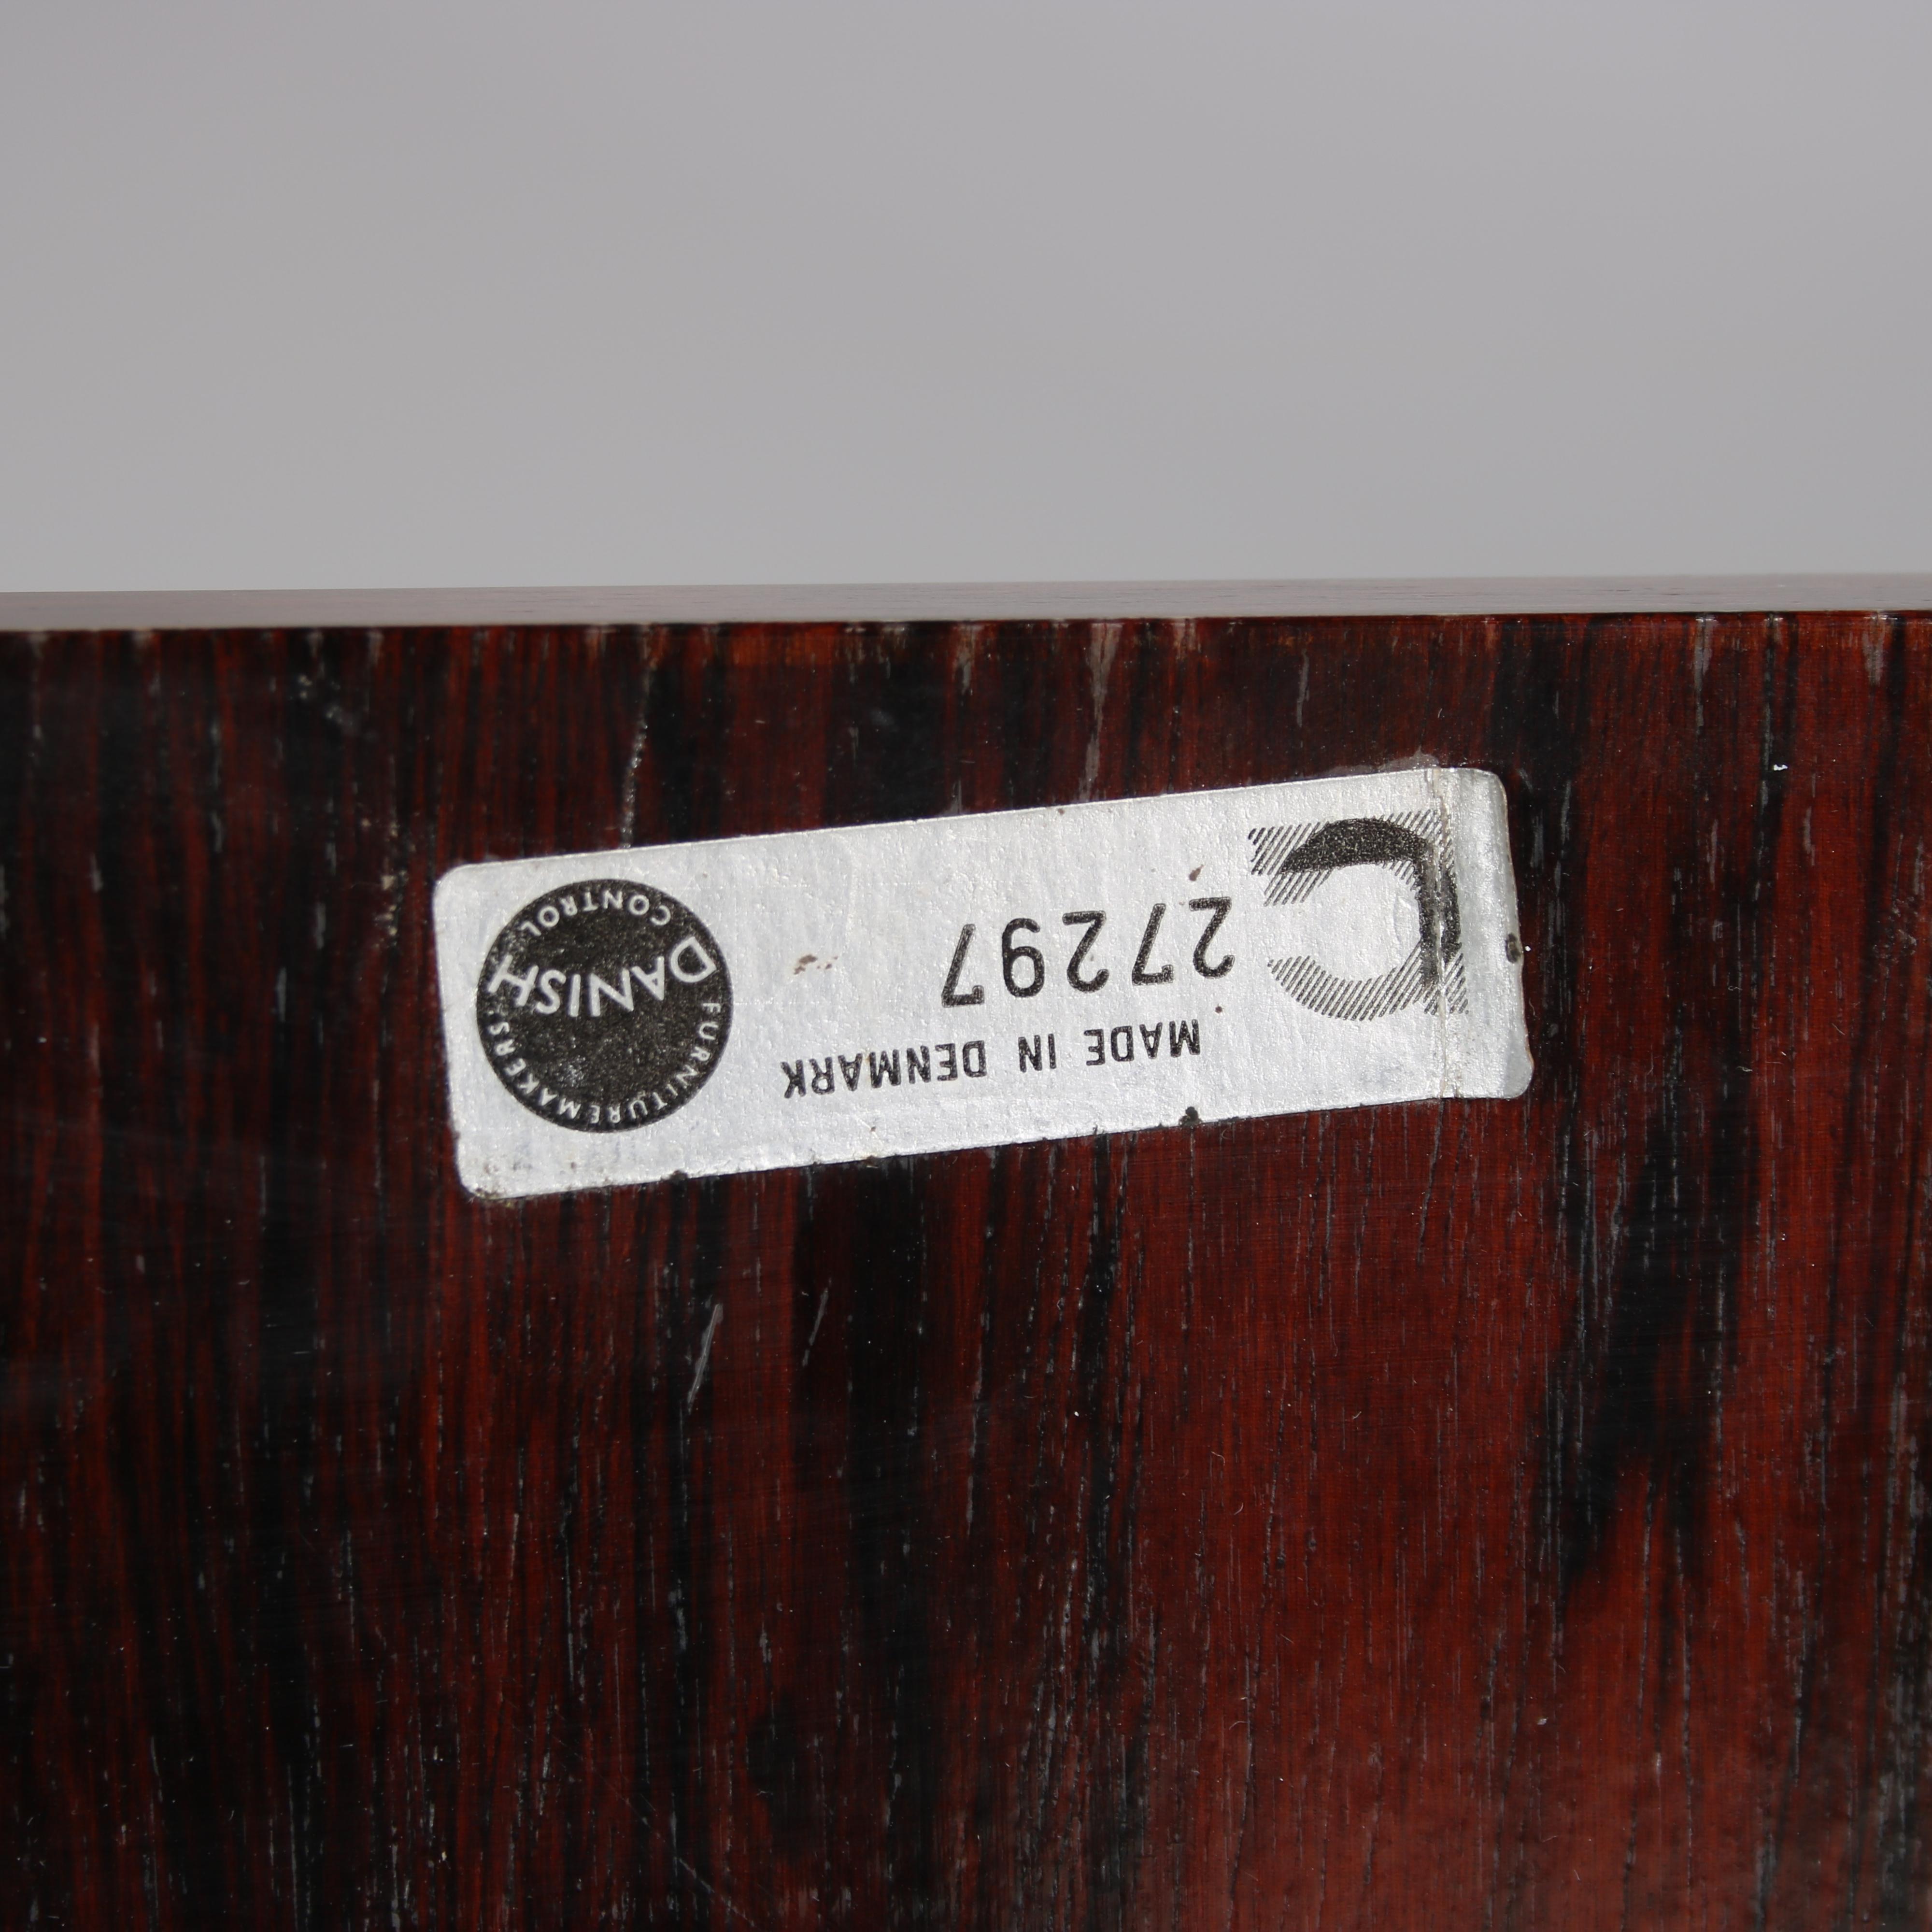 MADE IN DENMARK
27297
FURNITUREMAKERS
DANISH
CONTROL